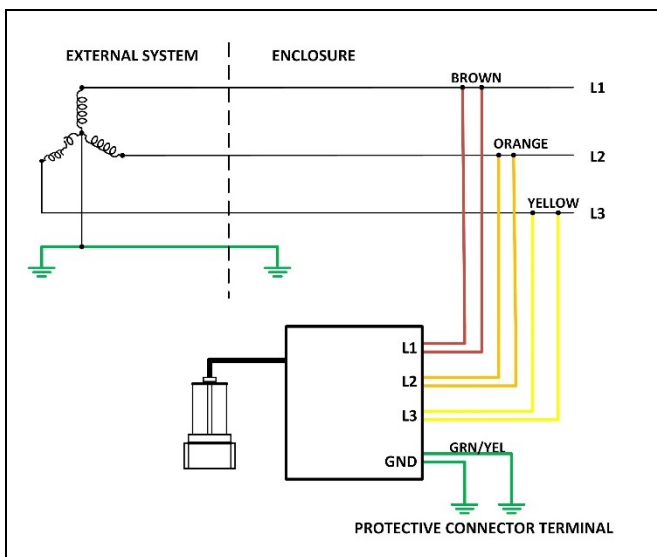 EXTERNAL SYSTEM
ENCLOSURE
BROWN
L1
ORANGE
L2
YELLOW
L3
L1
L2
L3
GRN/YEL
GND
PROTECTIVE CONNECTOR TERMINAL